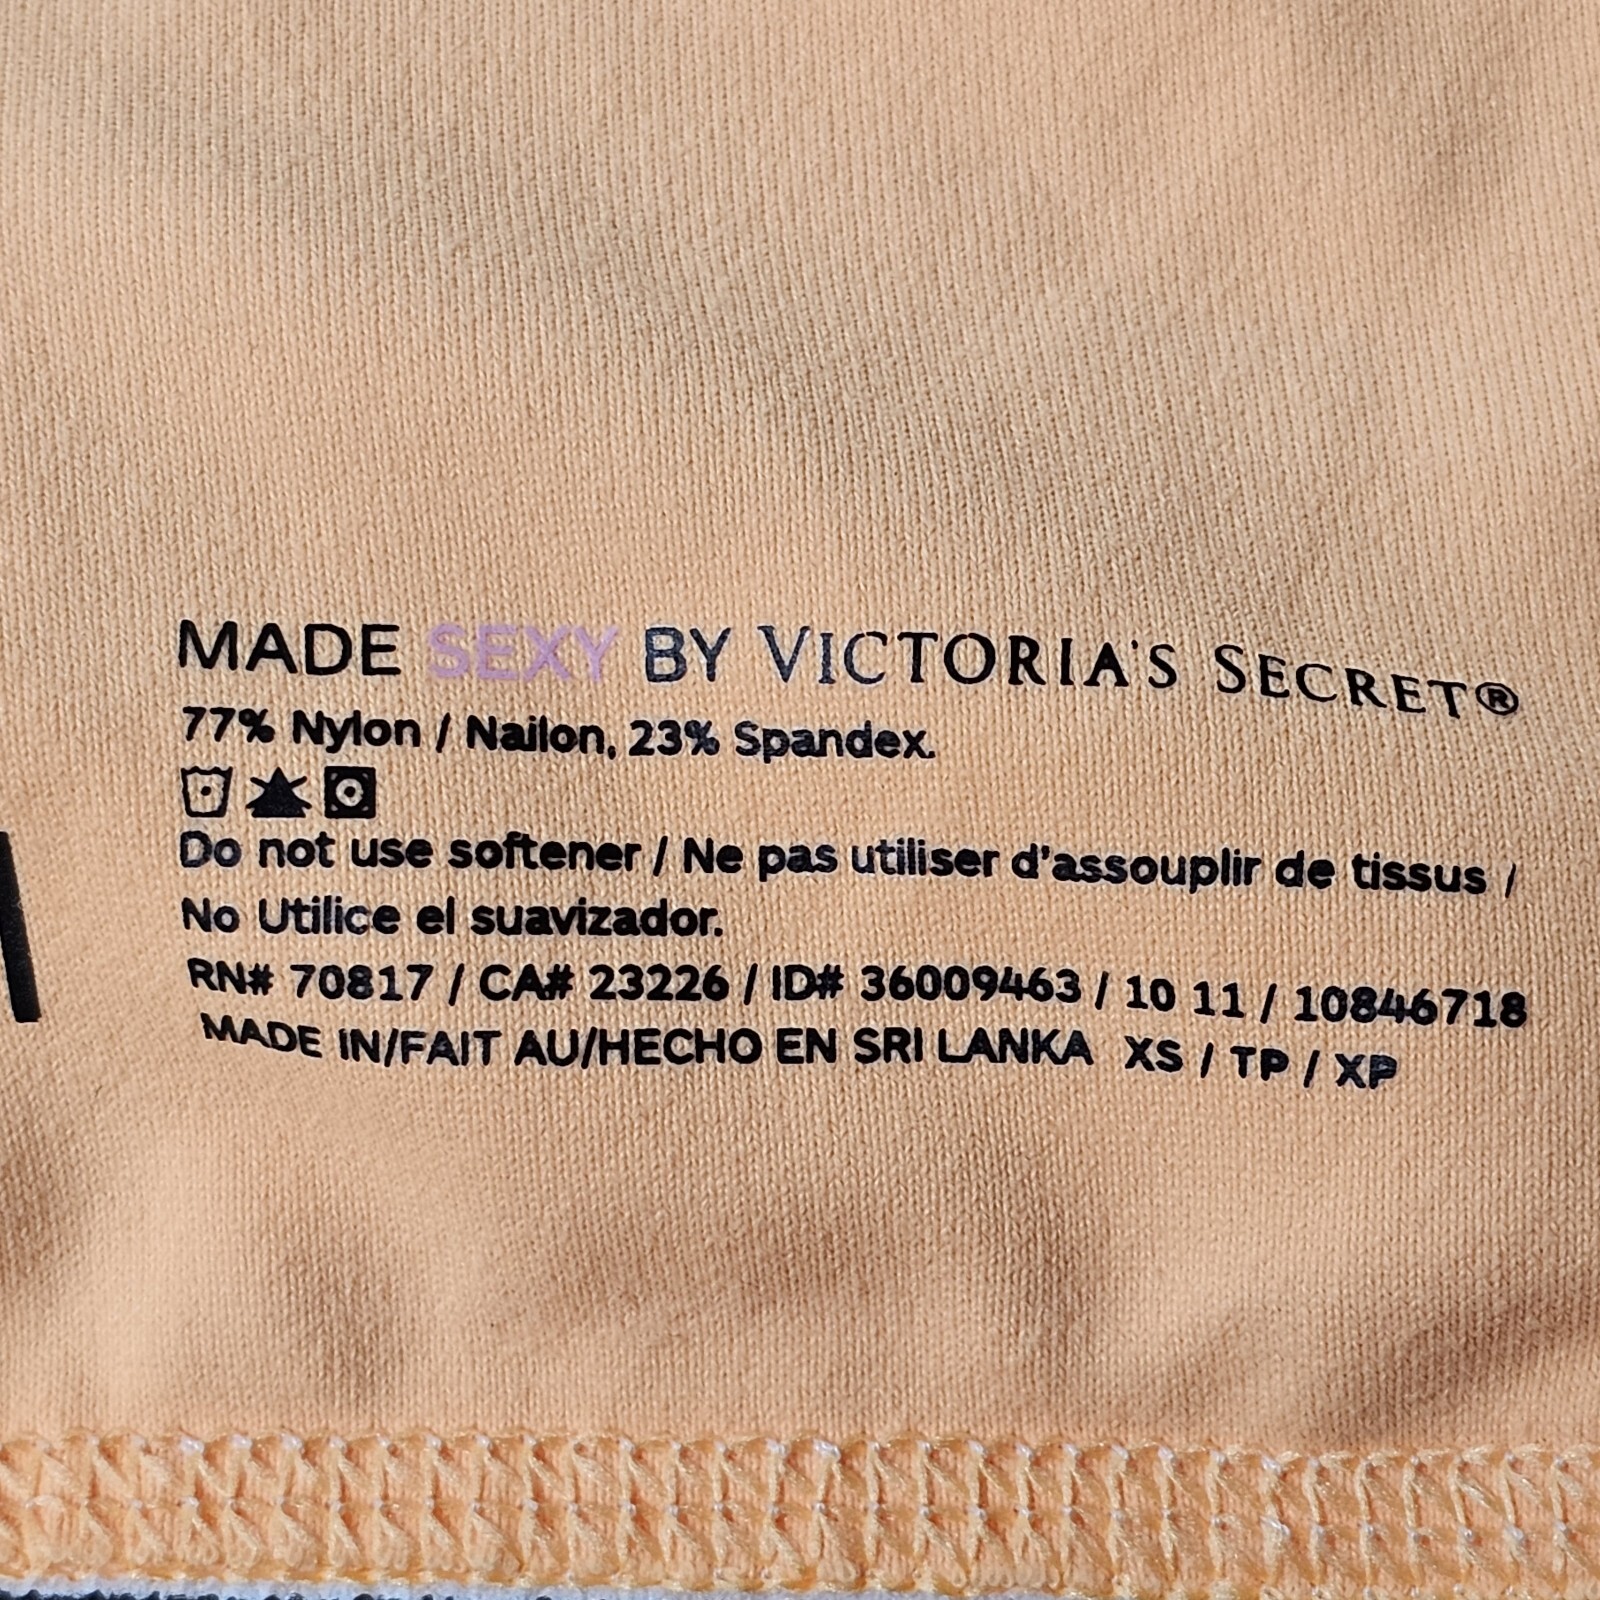 MADE SEXY BY VICTORIA'S SECRET®
77% Nylon / Nailon, 23% Spandex.
Do not use softener / Ne pas utiliser d'assouplir de tissus /
No Utilice el suavizador.
RN# 70817 / CA# 23226 / ID# 36009463 / 10 11 / 10846718
MADE IN/FAIT AU/HECHO EN SRI LANKA XS / TP / XP